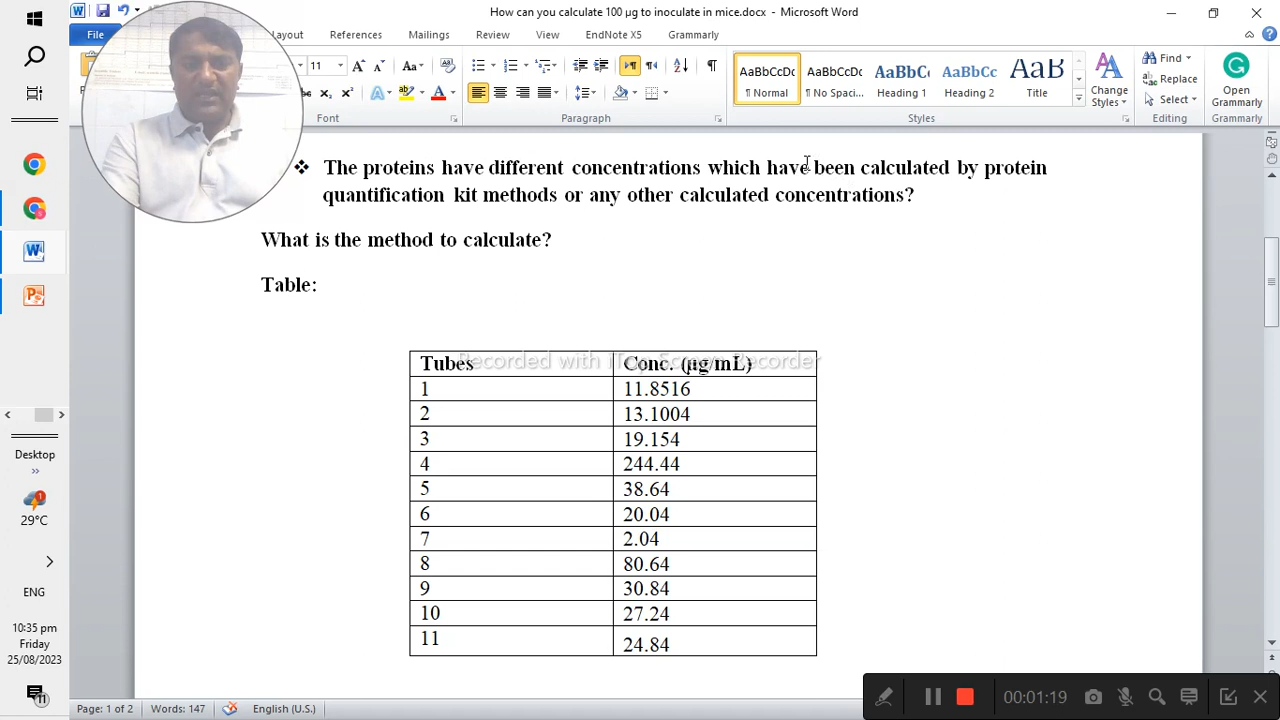 How can you calculate 100 µg to inoculate in mice.docx - Microsoft Word
File
Layout
References
Mailings
Review
View
EndNote X5
Grammarly
11
AaBbCcDc
AaBbCcDc
AaBbCc
AaBbCc
AaBb
¶ Normal
¶ No Spaci...
Heading 1
Heading 2
Title
Change
Styles
Find
Replace
Select
Open
Grammarly
Font
Paragraph
Styles
Editing
Grammarly
❖ The proteins have different concentrations which have been calculated by protein
quantification kit methods or any other calculated concentrations?
What is the method to calculate?
Table:
Recorded with iTop Screen Recorder
Tubes Conc. (µg/mL)
1 11.8516
2 13.1004
3 19.154
4 244.44
5 38.64
6 20.04
7 2.04
8 80.64
9 30.84
10 27.24
11 24.84
Desktop
29°C
ENG
10:35 pm
Friday
25/08/2023
Page: 1 of 2
Words: 147
English (U.S.)
00:01:19